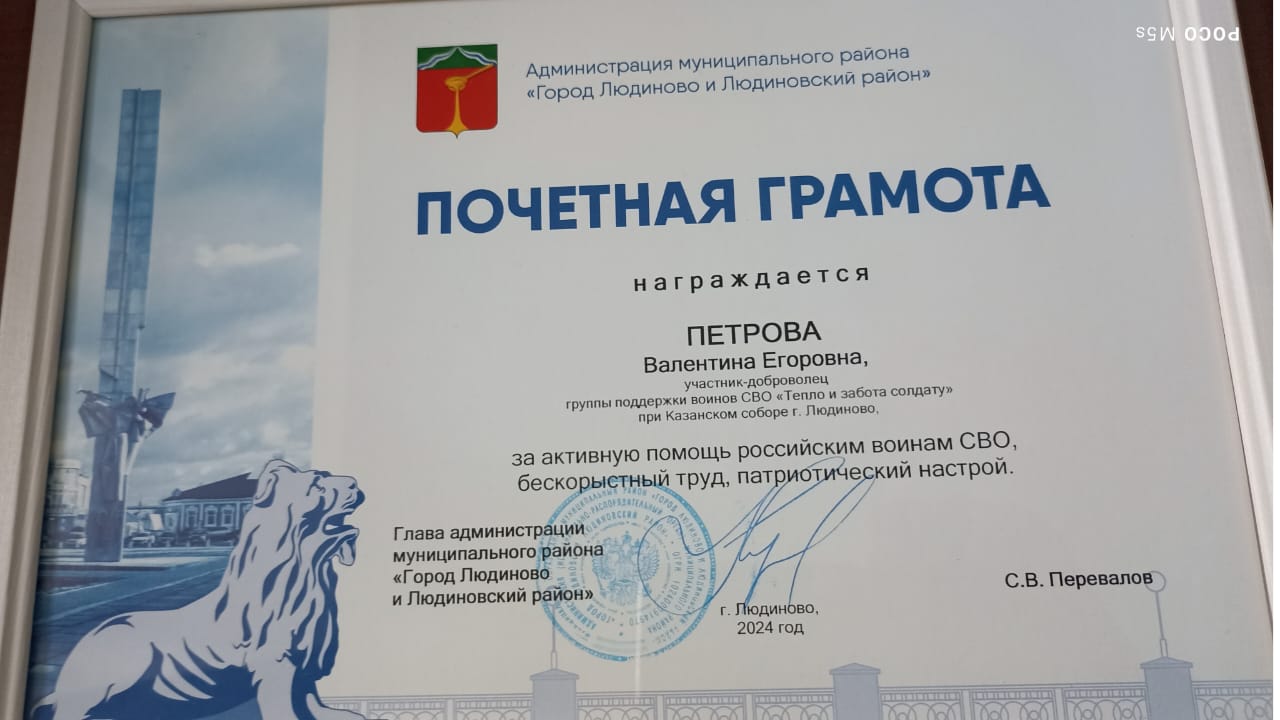 POCO M5s
Администрация муниципального района
«Город Людиново и Людиновский район»
ПОЧЕТНАЯ ГРАМОТА
награждается
ПЕТРОВА
Валентина Егоровна,
участник-доброволец
группы поддержки воинов СВО «Тепло и забота солдату»
при Казанском соборе г. Людиново,
за активную помощь российским воинам СВО,
бескорыстный труд, патриотический настрой.
Глава администрации
муниципального района
«Город Людиново
и Людиновский район»
С.В. Перевалов
г. Людиново,
2024 год